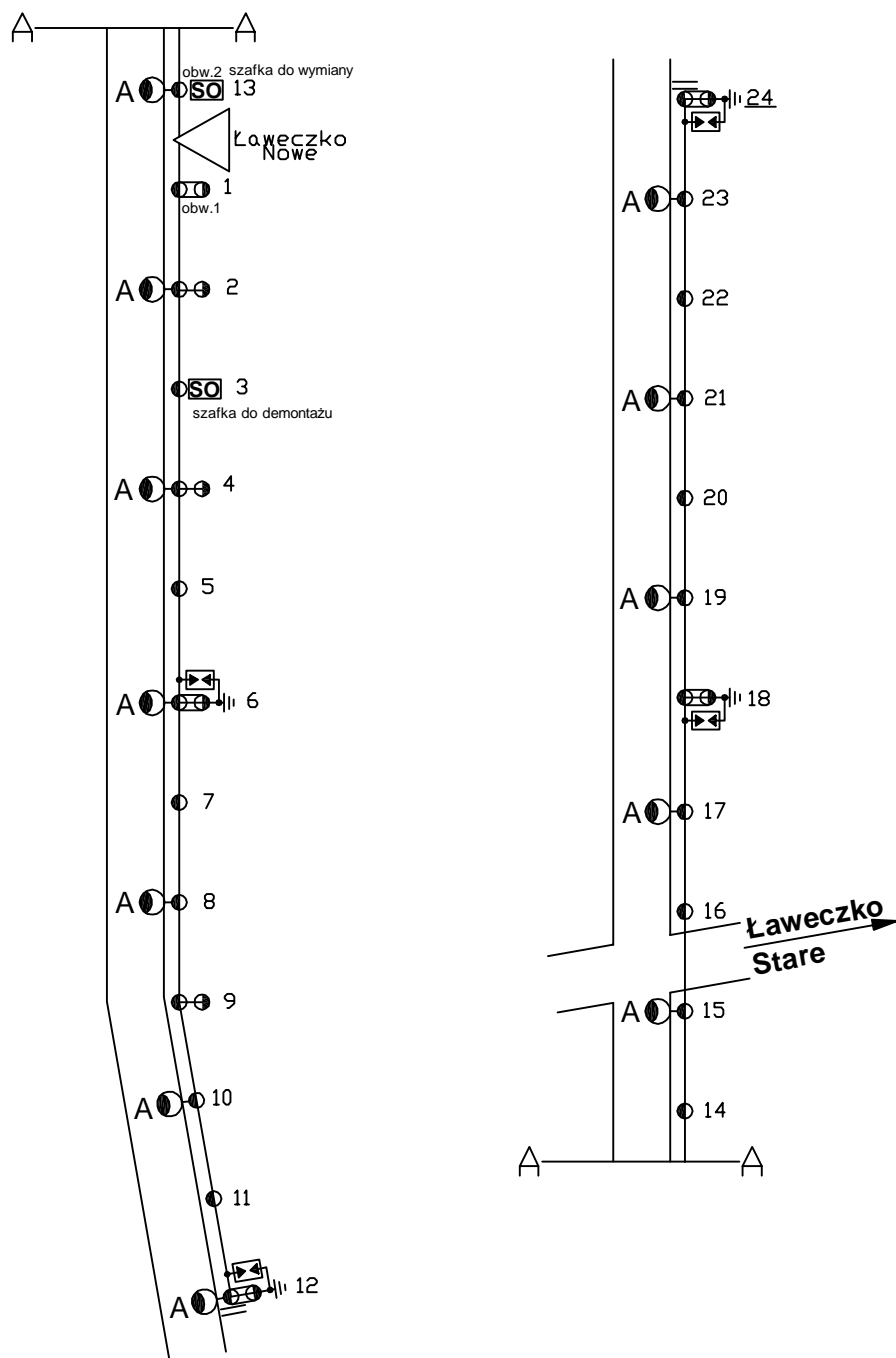 A A
obw.2 szafka do wymiany
A SO 13
Ławeczko
Nowe
1
obw.1
A 2
SO 3
szafka do demontażu
A 4
5
A 6
7
A 8
9
A 10
11
A 12
24
A 23
22
A 21
20
A 19
18
A 17
16
Ławeczko
Stare
A 15
14
A A